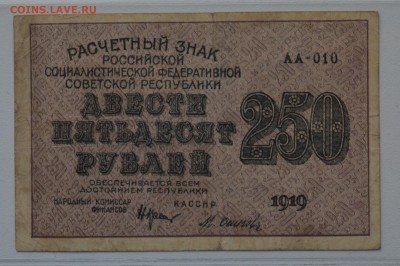 COINS.LAVE.RU
РАСЧЕТНЫЙ ЗНАК
РОССИЙСКОЙ
СОЦИАЛИСТИЧЕСКОЙ ФЕДЕРАТИВНОЙ
СОВЕТСКОЙ РЕСПУБЛИКИ
АА-010
ДВЕСТИ
ПЯТЬДЕСЯТ
РУБЛЕЙ
250
ОБЕСПЕЧИВАЕТСЯ ВСЕМ
ДОСТОЯНИЕМ РЕСПУБЛИКИ
НАРОДНЫЙ КОМИССАР
ФИНАНСОВ
КАССИР
1919